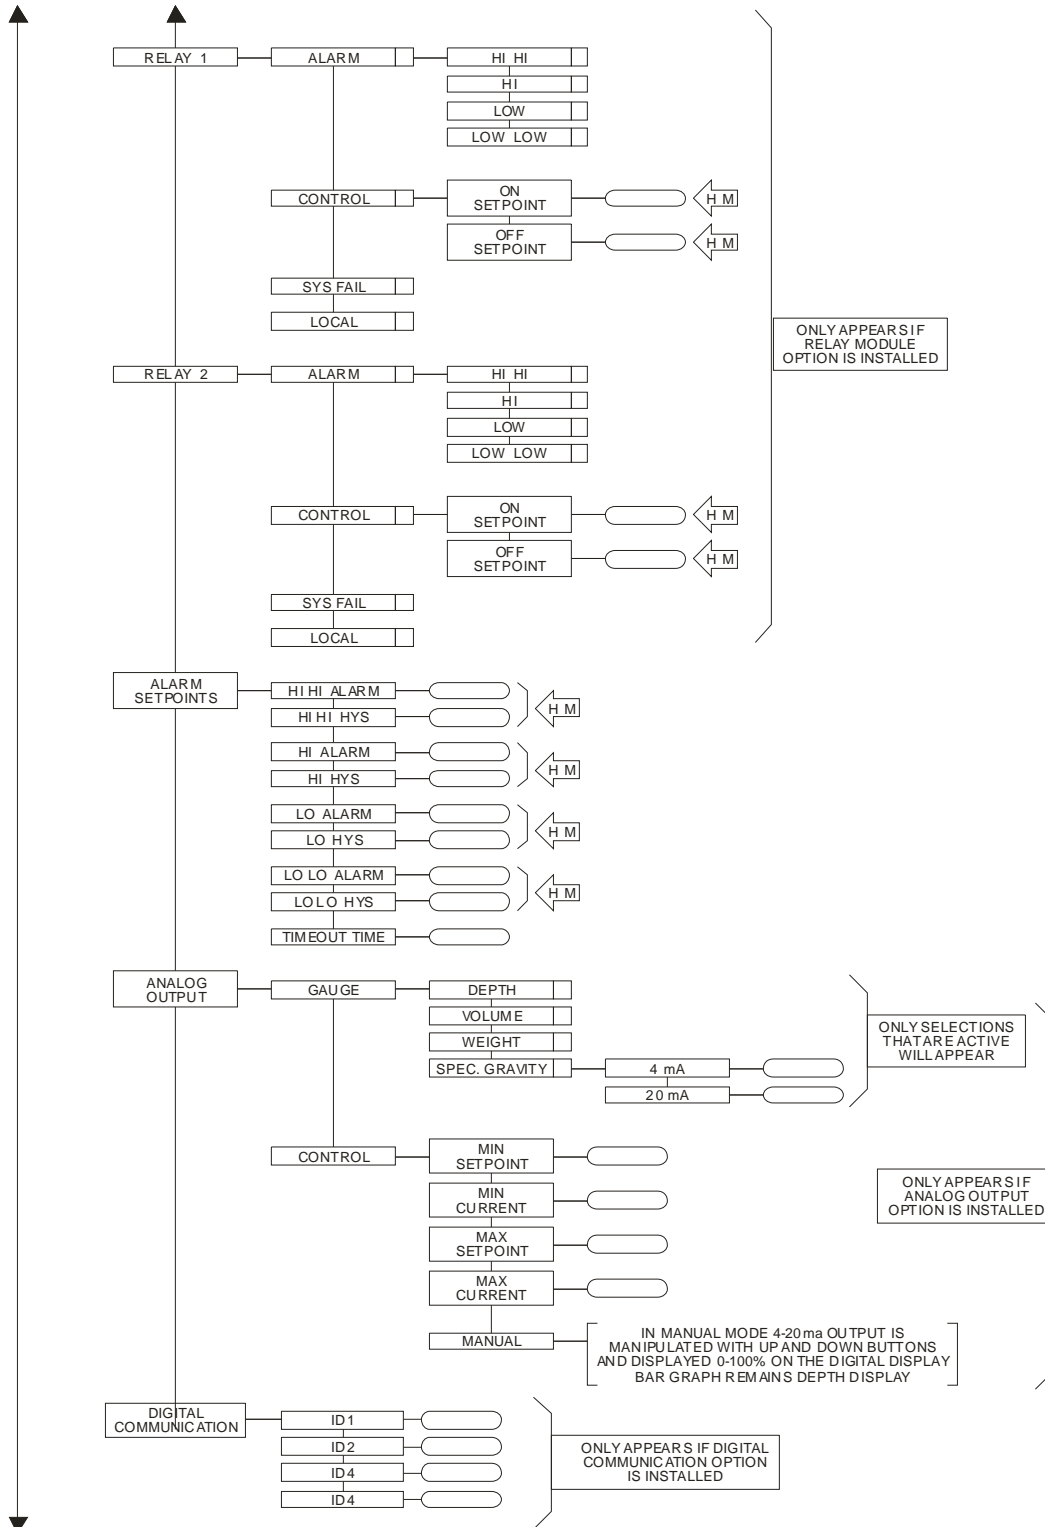 RELAY 1
ALARM
HI HI
HI
LOW
LOW LOW
CONTROL
ON
SETPOINT
H M
OFF
SETPOINT
H M
SYS FAIL
LOCAL
ONLY APPEARS IF
RELAY MODULE
OPTION IS INSTALLED
RELAY 2
ALARM
HI HI
HI
LOW
LOW LOW
CONTROL
ON
SETPOINT
H M
OFF
SETPOINT
H M
SYS FAIL
LOCAL
ALARM
SETPOINTS
HI HI ALARM
HI HI HYS
H M
HI ALARM
HI HYS
H M
LO ALARM
LO HYS
H M
LO LO ALARM
LO LO HYS
H M
TIMEOUT TIME
ANALOG
OUTPUT
GAUGE
DEPTH
VOLUME
WEIGHT
SPEC. GRAVITY
4 mA
20 mA
ONLY SELECTIONS
THAT ARE ACTIVE
WILL APPEAR
CONTROL
MIN
SETPOINT
MIN
CURRENT
MAX
SETPOINT
MAX
CURRENT
MANUAL
IN MANUAL MODE 4-20 ma OUTPUT IS
MANIPULATED WITH UP AND DOWN BUTTONS
AND DISPLAYED 0-100% ON THE DIGITAL DISPLAY
BAR GRAPH REMAINS DEPTH DISPLAY
ONLY APPEARS IF
ANALOG OUTPUT
OPTION IS INSTALLED
DIGITAL
COMMUNICATION
ID1
ID2
ID4
ID4
ONLY APPEARS IF DIGITAL
COMMUNICATION OPTION
IS INSTALLED